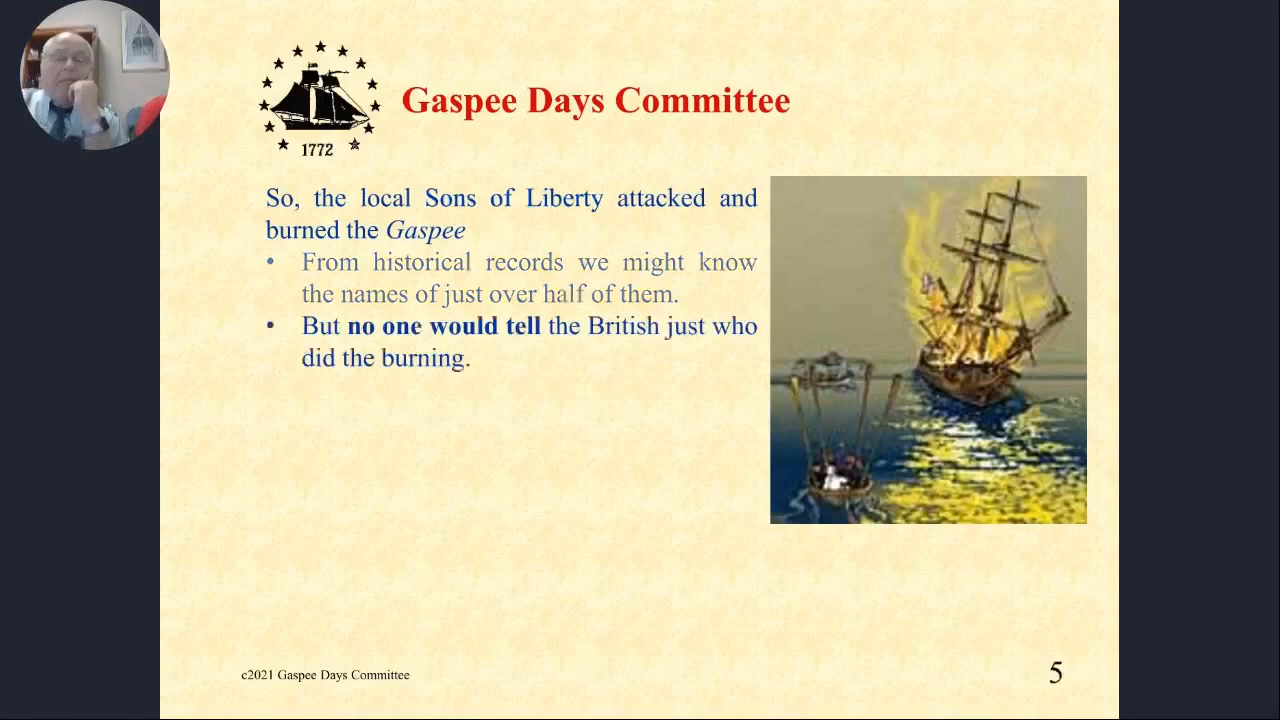 1772
Gaspee Days Committee
So, the local Sons of Liberty attacked and
burned the Gaspee
• From historical records we might know
the names of just over half of them.
• But no one would tell the British just who
did the burning.
c2021 Gaspee Days Committee
5